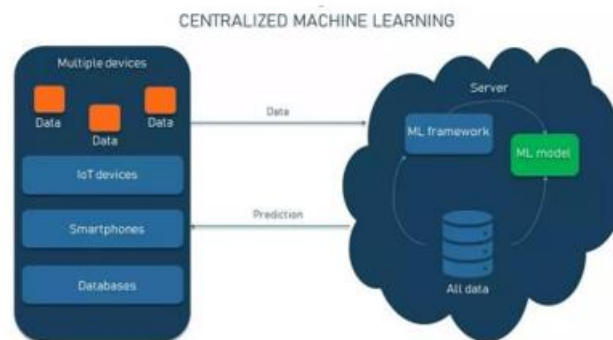 CENTRALIZED MACHINE LEARNING
Multiple devices
Data
Data
Data
IoT devices
Smartphones
Databases
Data
Prediction
Server
ML framework
ML model
All data